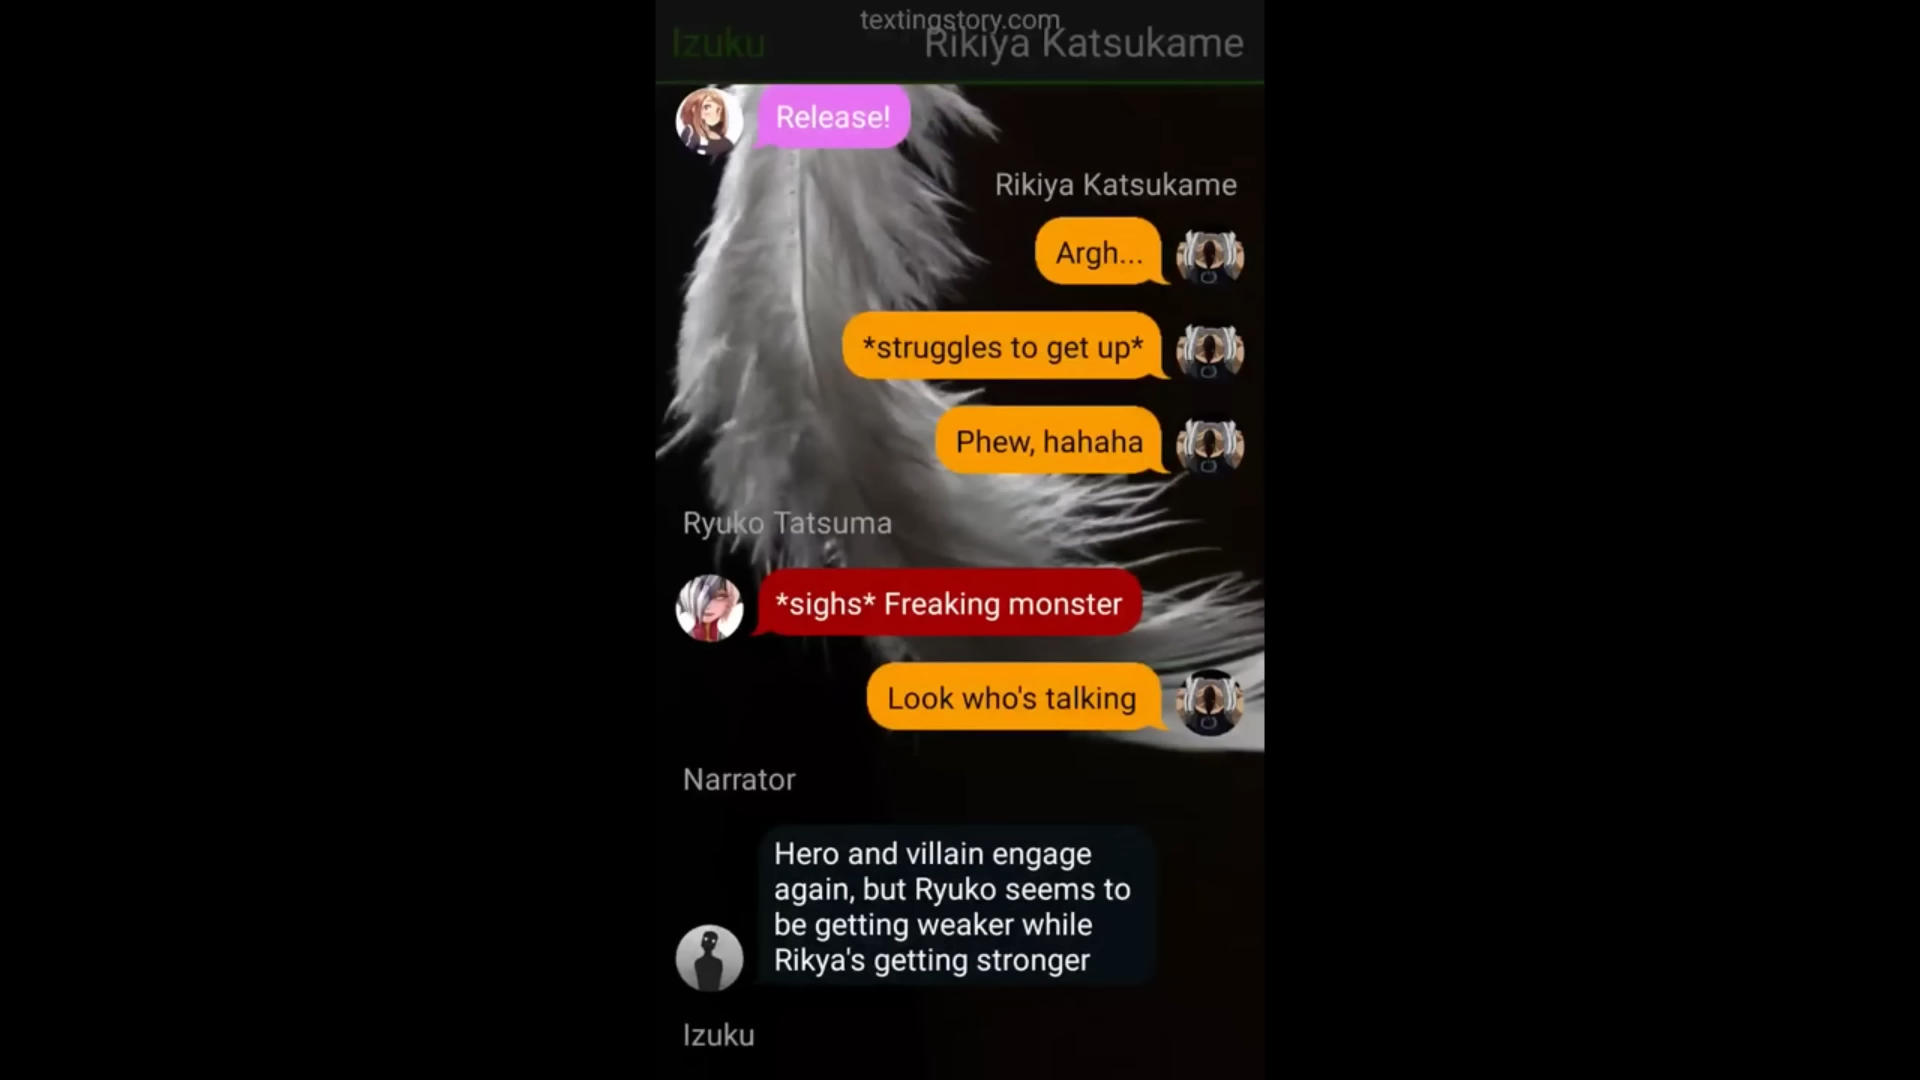 textingstory.com
Izuku
Rikiya Katsukame
Release!
Rikiya Katsukame
Argh...
*struggles to get up*
Phew, hahaha
Ryuko Tatsuma
*sighs* Freaking monster
Look who's talking
Narrator
Hero and villain engage
again, but Ryuko seems to
be getting weaker while
Rikya's getting stronger
Izuku